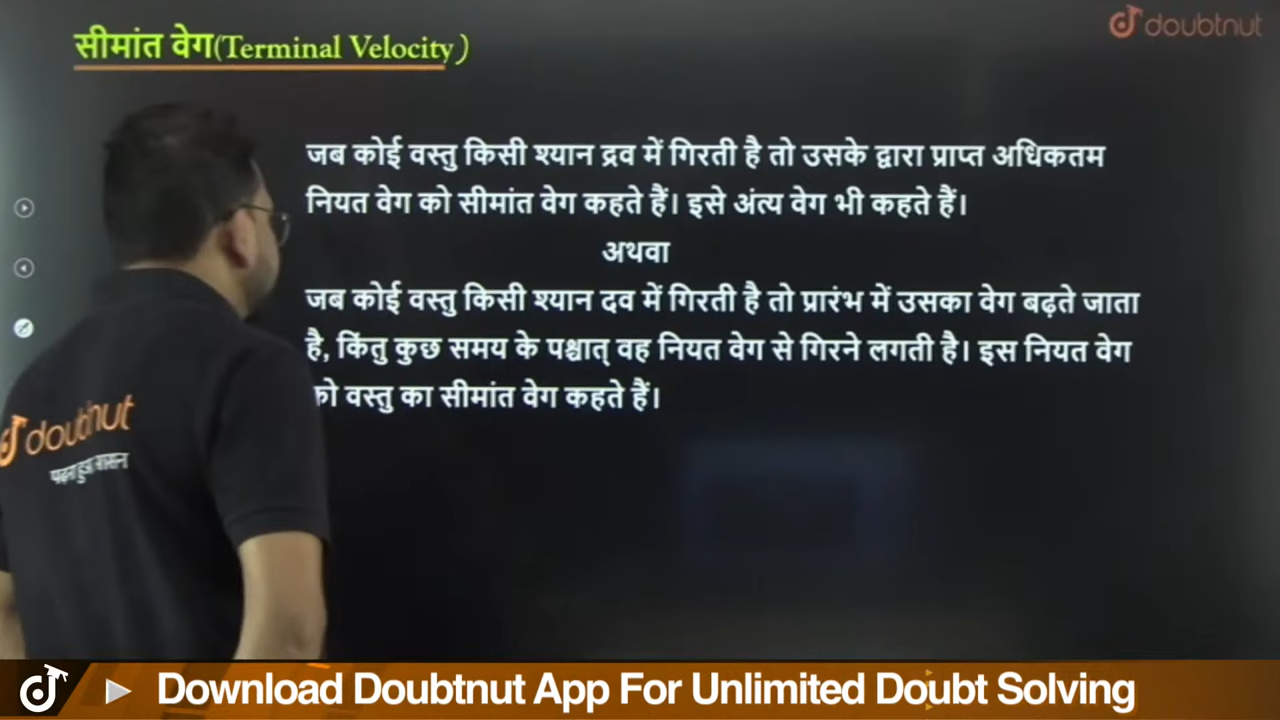 सीमांत वेग(Terminal Velocity)
doubtnut
जब कोई वस्तु किसी श्यान द्रव में गिरती है तो उसके द्वारा प्राप्त अधिकतम
नियत वेग को सीमांत वेग कहते हैं। इसे अंत्य वेग भी कहते हैं।
अथवा
जब कोई वस्तु किसी श्यान दव में गिरती है तो प्रारंभ में उसका वेग बढ़ते जाता
है, किंतु कुछ समय के पश्चात् वह नियत वेग से गिरने लगती है। इस नियत वेग
को वस्तु का सीमांत वेग कहते हैं।
doubtnut
Download Doubtnut App For Unlimited Doubt Solving